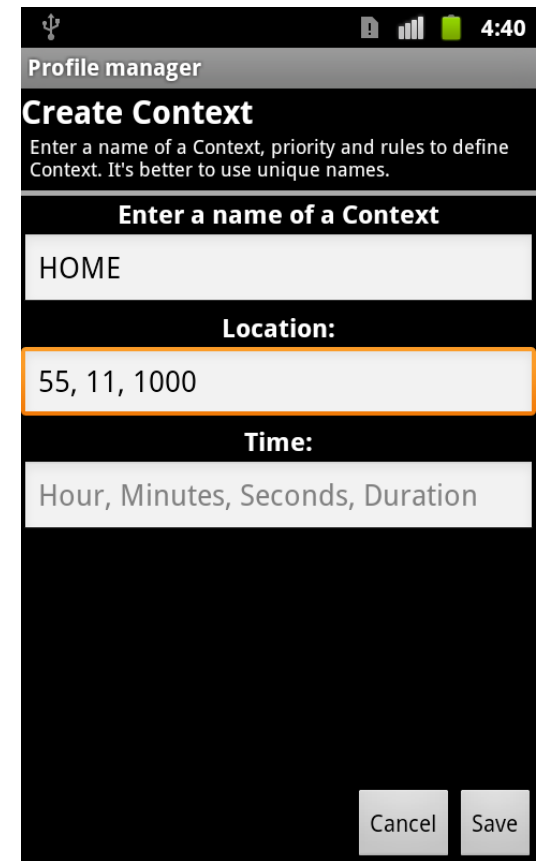 4:40
Profile manager
Create Context
Enter a name of a Context, priority and rules to define
Context. It's better to use unique names.
Enter a name of a Context
HOME
Location:
55, 11, 1000
Time:
Hour, Minutes, Seconds, Duration
Cancel Save